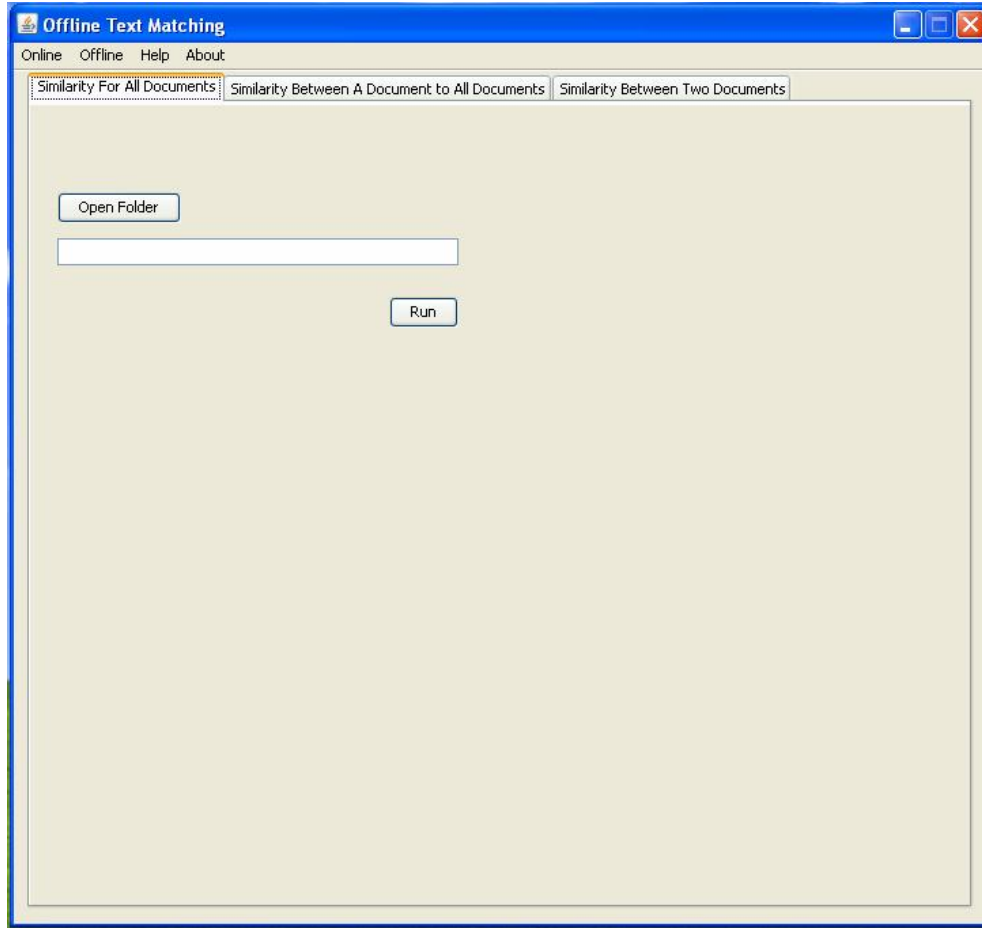 Offline Text Matching
Online Offline Help About
Similarity For All Documents Similarity Between A Document to All Documents Similarity Between Two Documents
Open Folder
Run